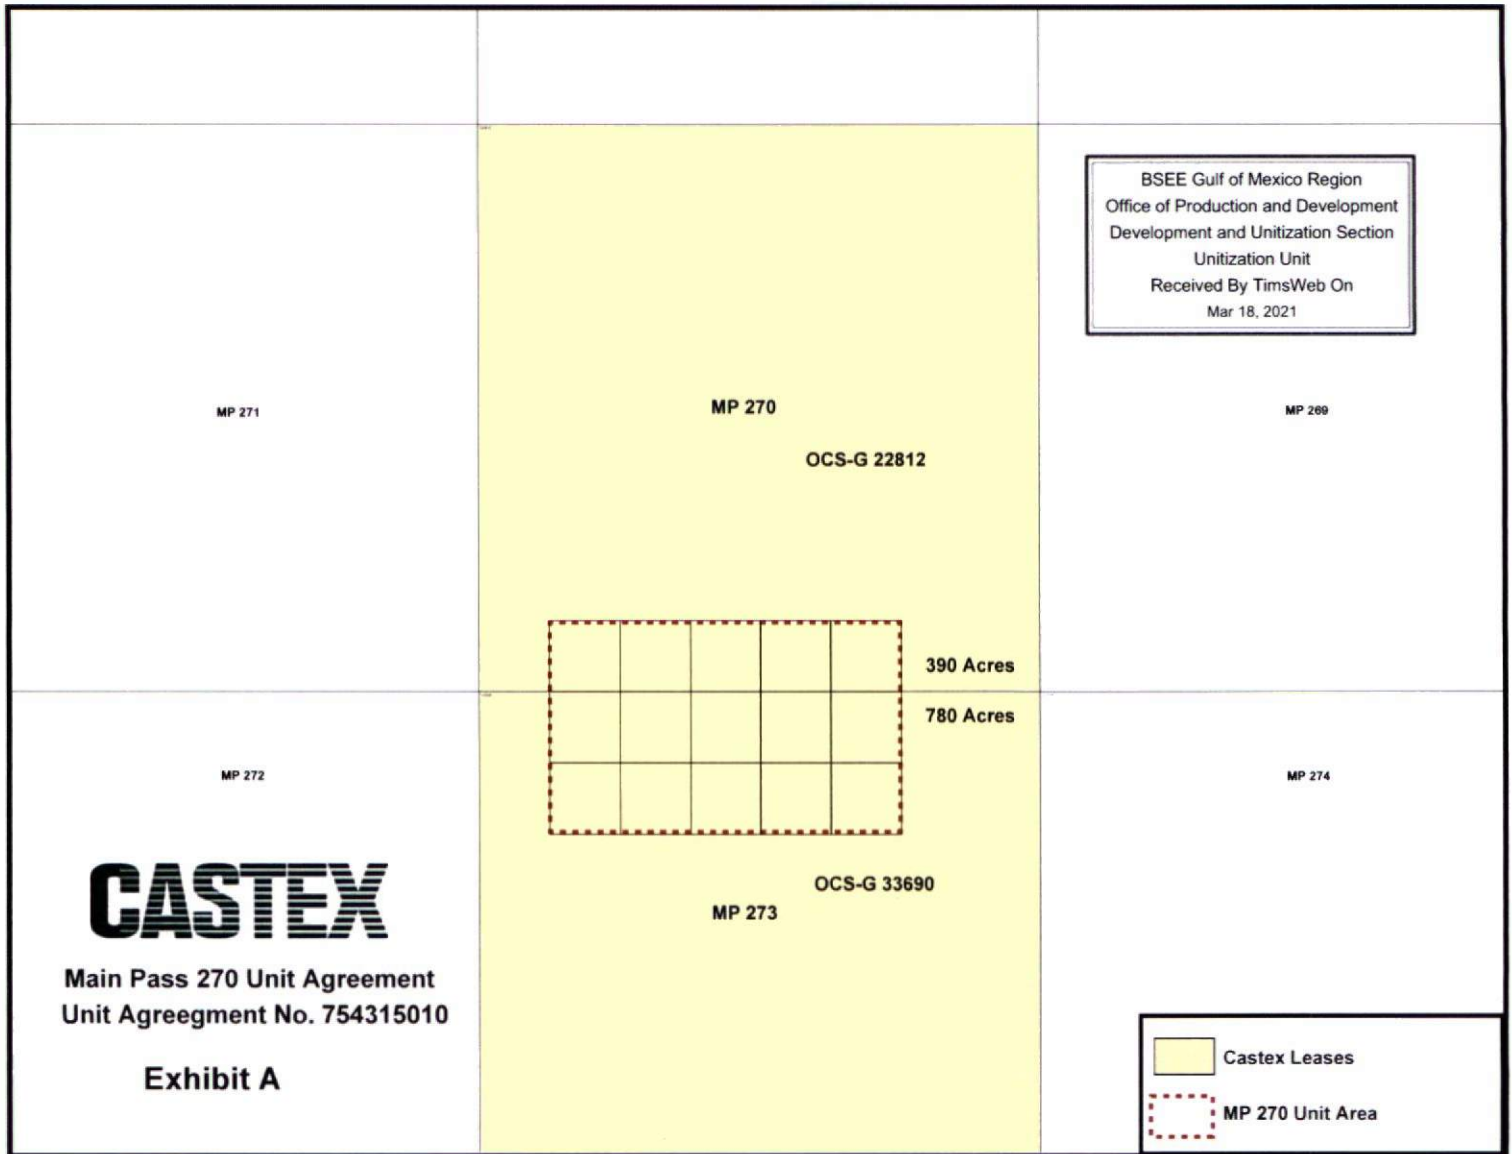 BSEE Gulf of Mexico Region
Office of Production and Development
Development and Unitization Section
Unitization Unit
Received By TimsWeb On
Mar 18, 2021
MP 271
MP 270
MP 269
OCS-G 22812
390 Acres
780 Acres
MP 272
MP 274
OCS-G 33690
MP 273
CASTEX
Main Pass 270 Unit Agreement
Unit Agreegment No. 754315010
Exhibit A
Castex Leases
MP 270 Unit Area